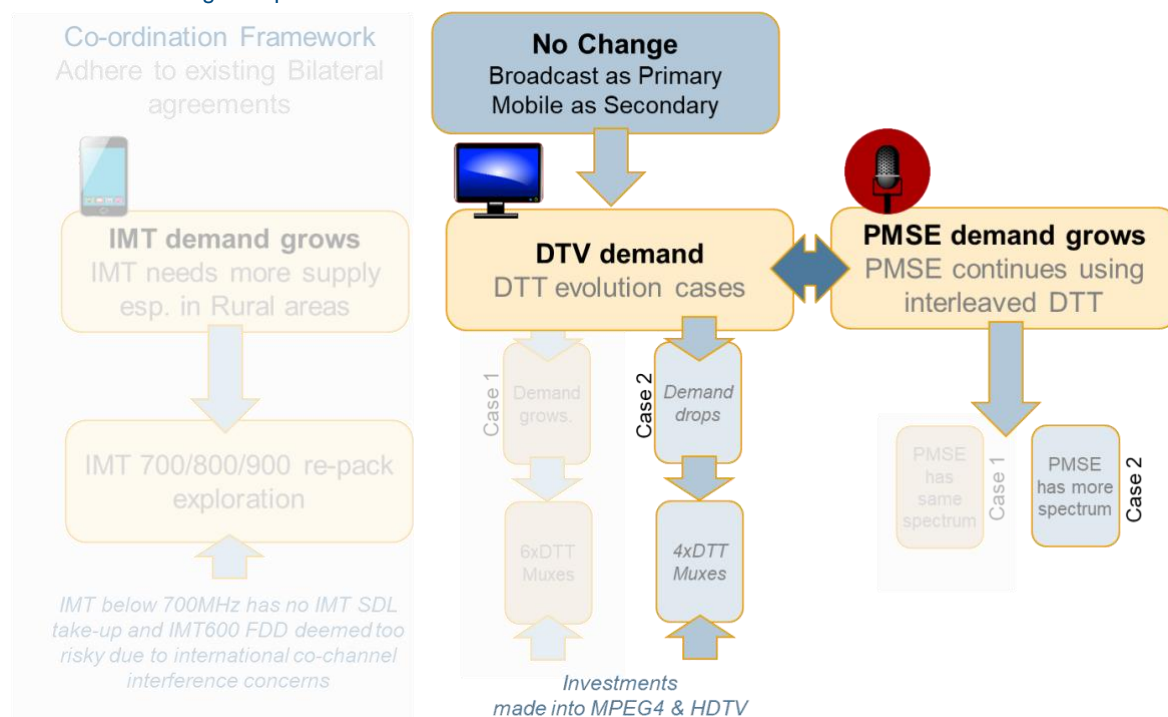 Co-ordination Framework
Adhere to existing Bilateral
agreements
No Change
Broadcast as Primary
Mobile as Secondary
IMT demand grows
IMT needs more supply
esp. in Rural areas
DTV demand
DTT evolution cases
PMSE demand grows
PMSE continues using
interleaved DTT
Case 1
Demand
grows.
Case 2
Demand
drops
PMSE
has
same
spectrum
Case 1
PMSE
has more
spectrum
Case 2
IMT 700/800/900 re-pack
exploration
6xDTT
Muxes
4xDTT
Muxes
IMT below 700MHz has no IMT SDL
take-up and IMT600 FDD deemed too
risky due to international co-channel
interference concerns
Investments
made into MPEG4 & HDTV